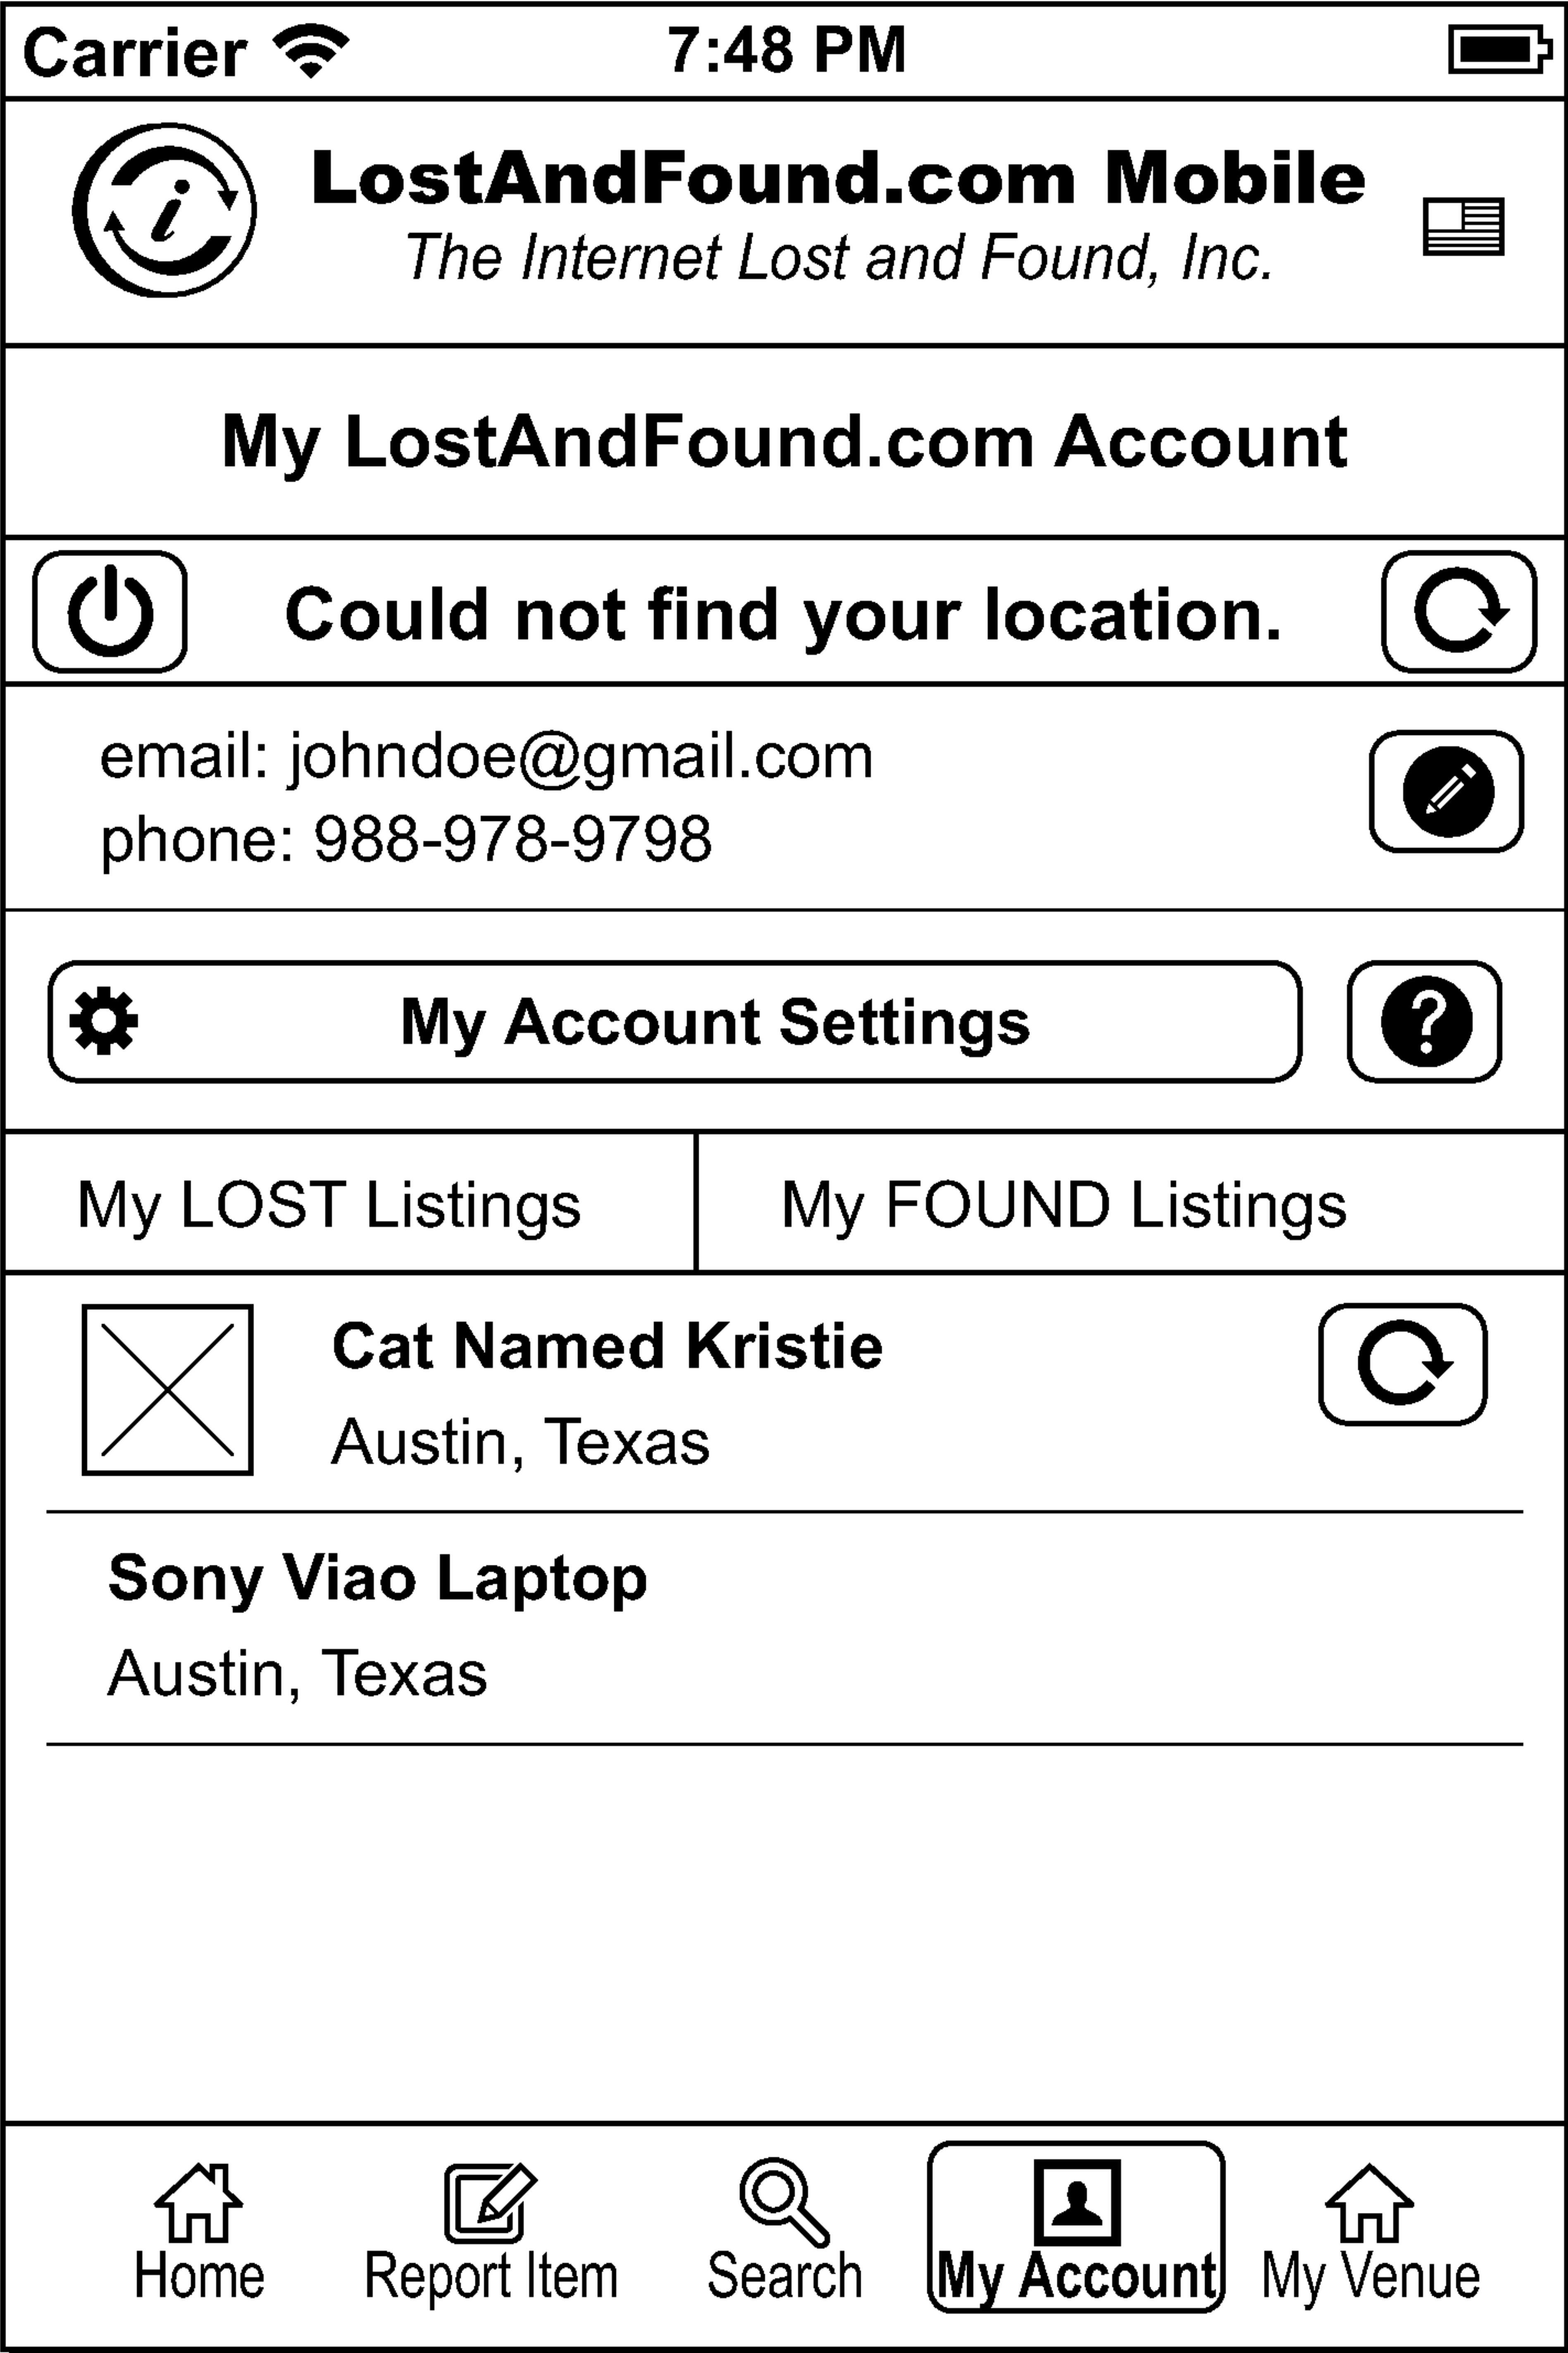 Carrier 7:48 PM
LostAndFound.com Mobile
The Internet Lost and Found, Inc.
My LostAndFound.com Account
Could not find your location.
email: johndoe@gmail.com
phone: 988-978-9798
My Account Settings
My LOST Listings My FOUND Listings
Cat Named Kristie
Austin, Texas
Sony Viao Laptop
Austin, Texas
Home Report Item Search My Account My Venue